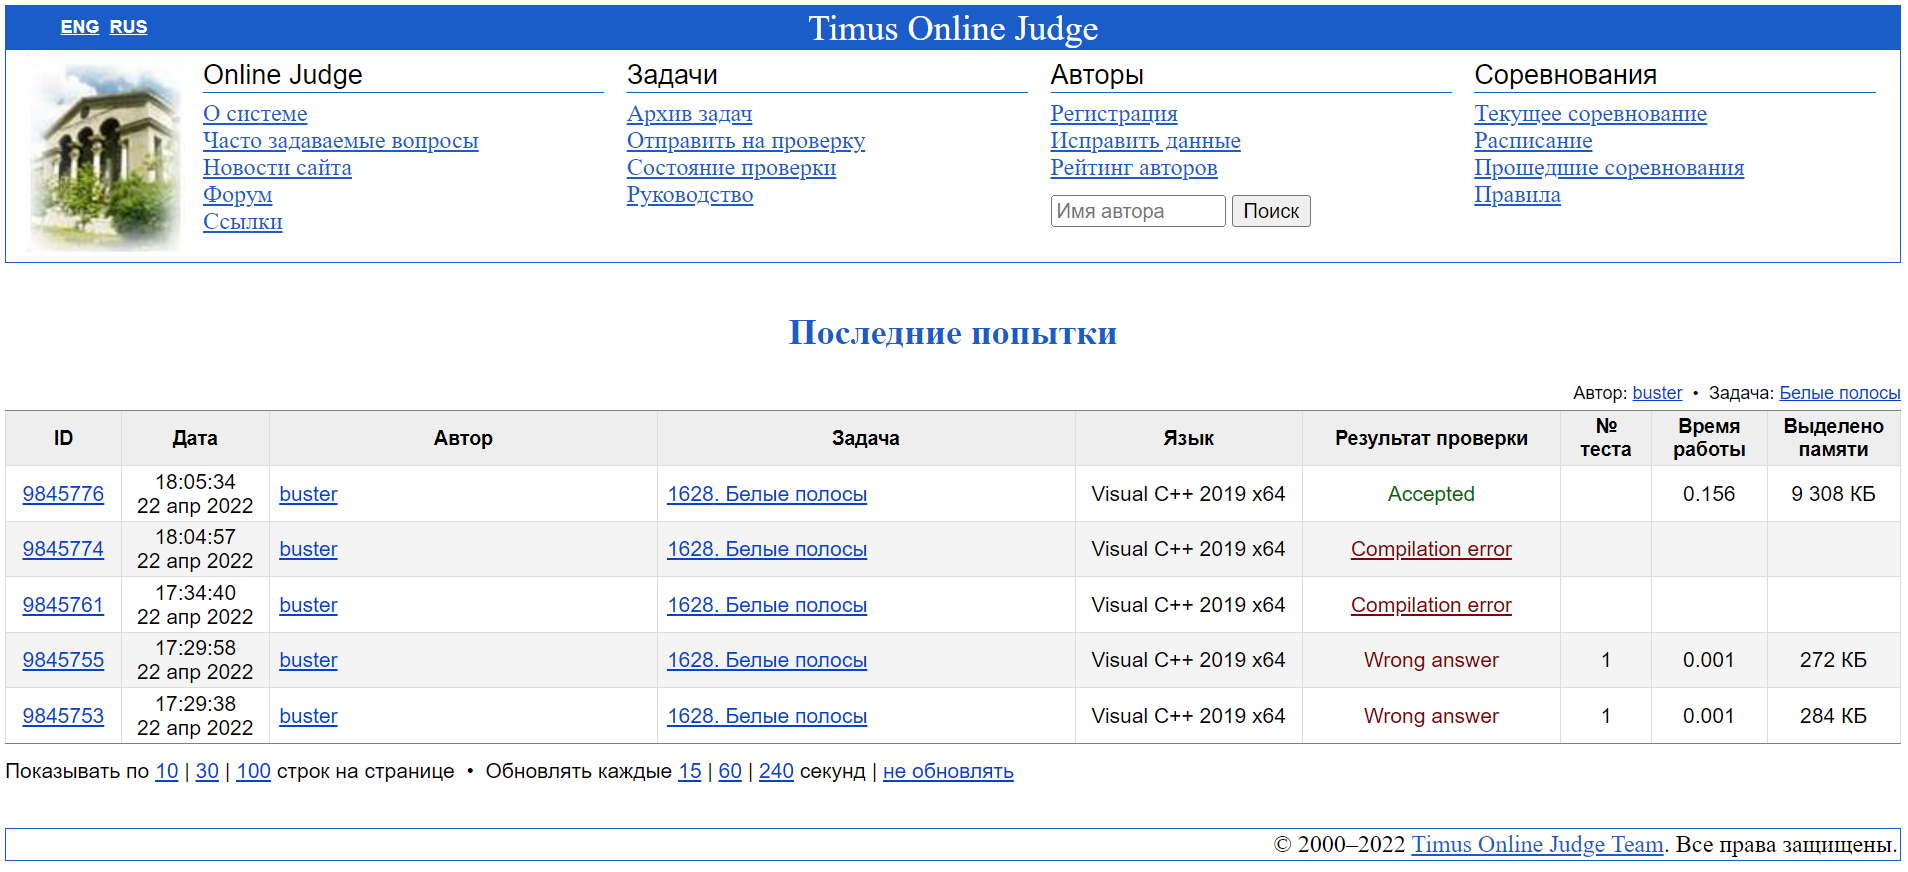 ENG RUS
Timus Online Judge
Online Judge
О системе
Часто задаваемые вопросы
Новости сайта
Форум
Ссылки
Задачи
Архив задач
Отправить на проверку
Состояние проверки
Руководство
Авторы
Регистрация
Исправить данные
Рейтинг авторов
Имя автора Поиск
Соревнования
Текущее соревнование
Расписание
Прошедшие соревнования
Правила
Последние попытки
Автор: buster • Задача: Белые полосы
ID Дата Автор Задача Язык Результат проверки № теста Время работы Выделено памяти
9845776 18:05:34 22 апр 2022 buster 1628. Белые полосы Visual C++ 2019 x64 Accepted 0.156 9 308 КБ
9845774 18:04:57 22 апр 2022 buster 1628. Белые полосы Visual C++ 2019 x64 Compilation error
9845761 17:34:40 22 апр 2022 buster 1628. Белые полосы Visual C++ 2019 x64 Compilation error
9845755 17:29:58 22 апр 2022 buster 1628. Белые полосы Visual C++ 2019 x64 Wrong answer 1 0.001 272 КБ
9845753 17:29:38 22 апр 2022 buster 1628. Белые полосы Visual C++ 2019 x64 Wrong answer 1 0.001 284 КБ
Показывать по 10 | 30 | 100 строк на странице • Обновлять каждые 15 | 60 | 240 секунд | не обновлять
© 2000–2022 Timus Online Judge Team. Все права защищены.